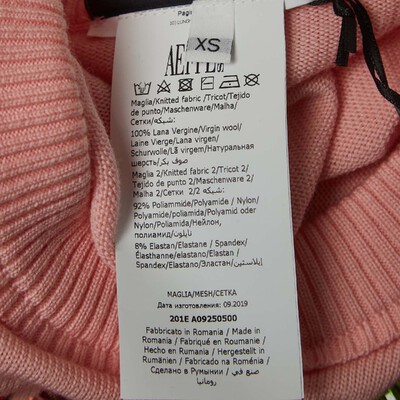 Pagi
XS
Maglia/Knitted fabric /Tricot/Tejido
de punto/Maschenware/Malha/
Сетки/شبكة:
100% Lana Vergine/Virgin wool/
Laine Vierge/Lana virgen/
Schurwolle/Lã virgem/Натуральная
шерсть/صوف بكر
Maglia 2/Knitted fabric 2/Tricot 2/
Tejido de punto 2/Maschenware 2/
Malha 2/Сетки 2/2 شبكة:
92% Poliammide/Polyamide / Nylon/
Polyamide/poliamida/Polyamid oder
Nylon/Poliamida/Нейлон,
полиамид/نايلون
8% Elastan/Elastane / Spandex/
Élasthanne/elastano/Elastan /
Spandex/Elastano/Эластан/إيلاستين
MAGLIA/MESH/СЕТКА
Дата изготовления: 09.2019
201E A09250500
Fabbricato in Romania / Made in
Romania / Fabriqué en Roumanie /
Hecho en Rumania / Hergestellt in
Rumänien / Fabricado na Roménia /
Сделано в Румынии / صنع في
رومانيا